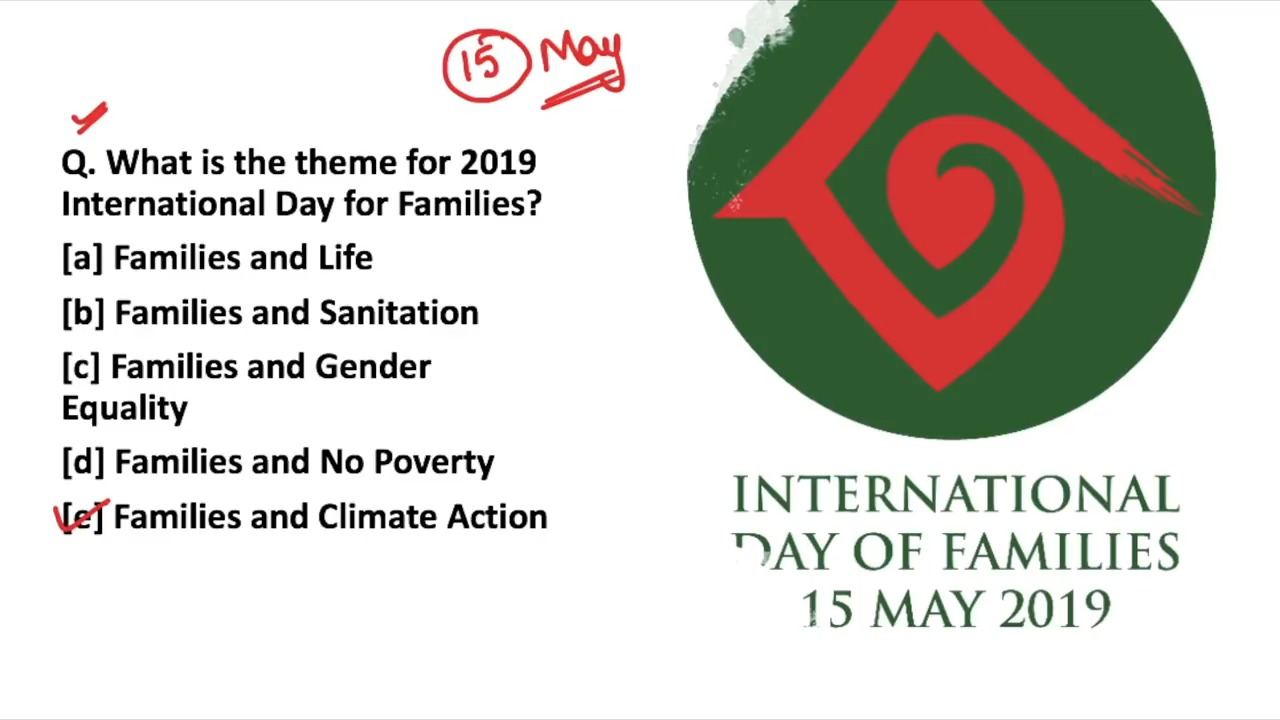 15 May
Q. What is the theme for 2019
International Day for Families?
[a] Families and Life
[b] Families and Sanitation
[c] Families and Gender
Equality
[d] Families and No Poverty
[e] Families and Climate Action
INTERNATIONAL
DAY OF FAMILIES
15 MAY 2019